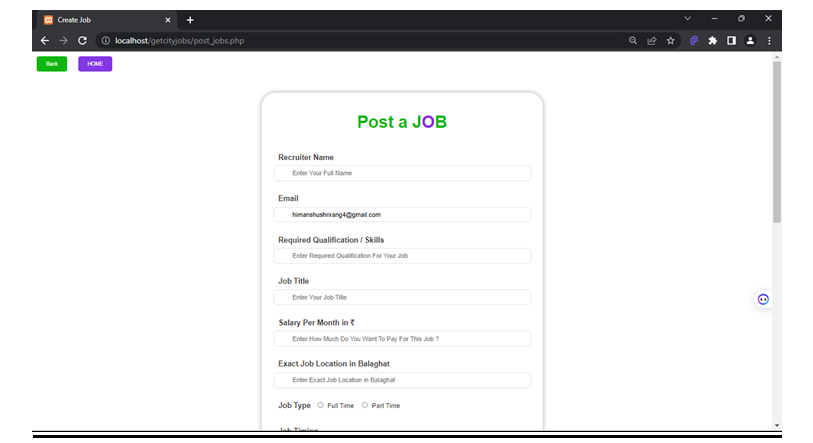 Create Job
localhost/getcityjobs/post_jobs.php
Back HOME
Post a JOB
Recruiter Name
Enter Your Full Name
Email
himanshushrirang4@gmail.com
Required Qualification / Skills
Enter Required Qualification For Your Job
Job Title
Enter Your Job Title
Salary Per Month in ₹
Enter How Much Do You Want To Pay For This Job ?
Exact Job Location in Balaghat
Enter Exact Job Location in Balaghat
Job Type Full Time Part Time
Job Timing